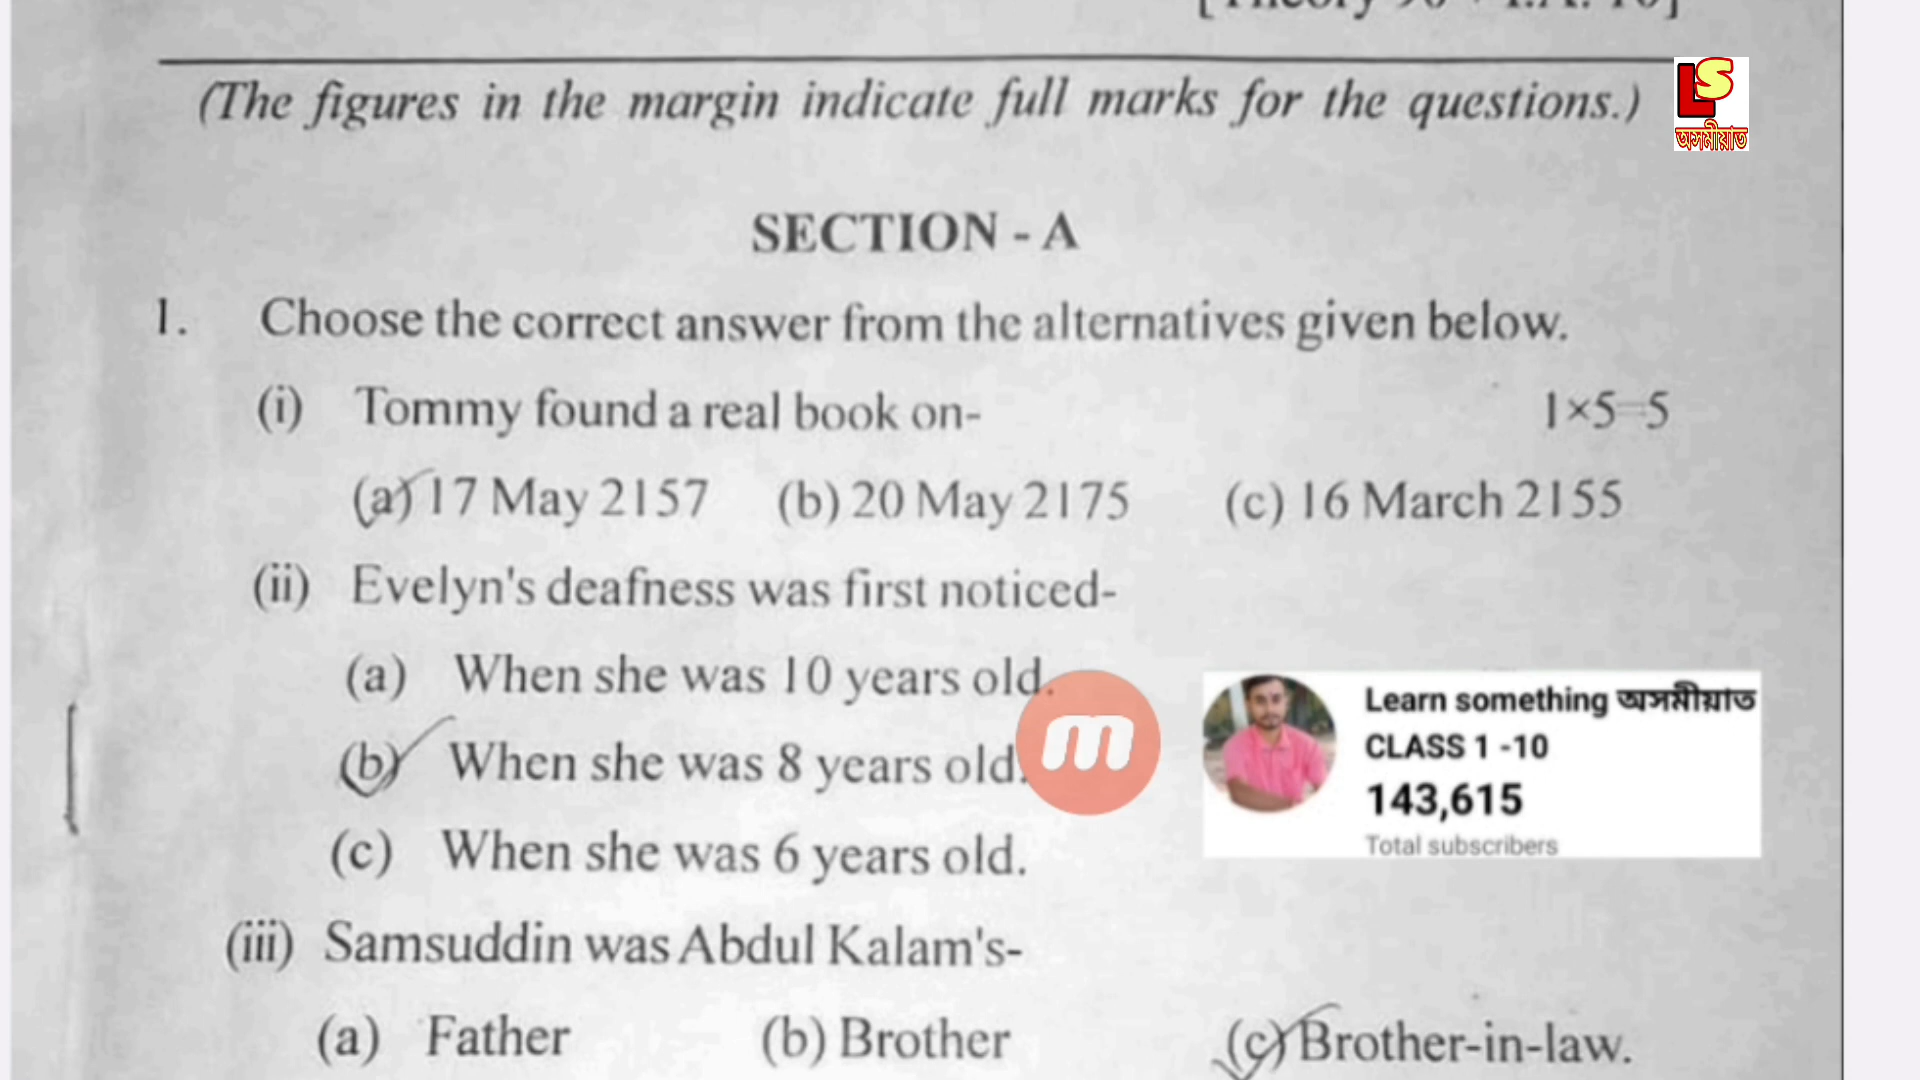 (The figures in the margin indicate full marks for the questions.)
LS
অসমীয়াত
SECTION - A
1. Choose the correct answer from the alternatives given below.
(i) Tommy found a real book on- 1×5=5
(a) 17 May 2157 (b) 20 May 2175 (c) 16 March 2155
(ii) Evelyn's deafness was first noticed-
(a) When she was 10 years old.
(b) When she was 8 years old.
(c) When she was 6 years old.
m
Learn something অসমীয়াত
CLASS 1 -10
143,615
Total subscribers
(iii) Samsuddin was Abdul Kalam's-
(a) Father (b) Brother (c) Brother-in-law.